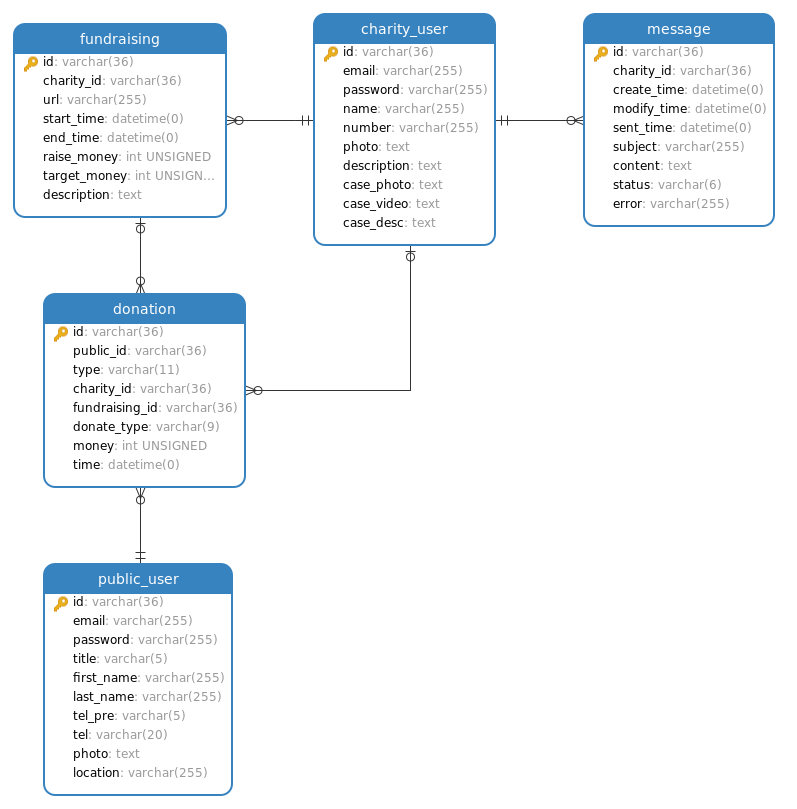 fundraising
id: varchar(36)
charity_id: varchar(36)
url: varchar(255)
start_time: datetime(0)
end_time: datetime(0)
raise_money: int UNSIGNED
target_money: int UNSIGN...
description: text
charity_user
id: varchar(36)
email: varchar(255)
password: varchar(255)
name: varchar(255)
number: varchar(255)
photo: text
description: text
case_photo: text
case_video: text
case_desc: text
message
id: varchar(36)
charity_id: varchar(36)
create_time: datetime(0)
modify_time: datetime(0)
sent_time: datetime(0)
subject: varchar(255)
content: text
status: varchar(6)
error: varchar(255)
donation
id: varchar(36)
public_id: varchar(36)
type: varchar(11)
charity_id: varchar(36)
fundraising_id: varchar(36)
donate_type: varchar(9)
money: int UNSIGNED
time: datetime(0)
public_user
id: varchar(36)
email: varchar(255)
password: varchar(255)
title: varchar(5)
first_name: varchar(255)
last_name: varchar(255)
tel_pre: varchar(5)
tel: varchar(20)
photo: text
location: varchar(255)